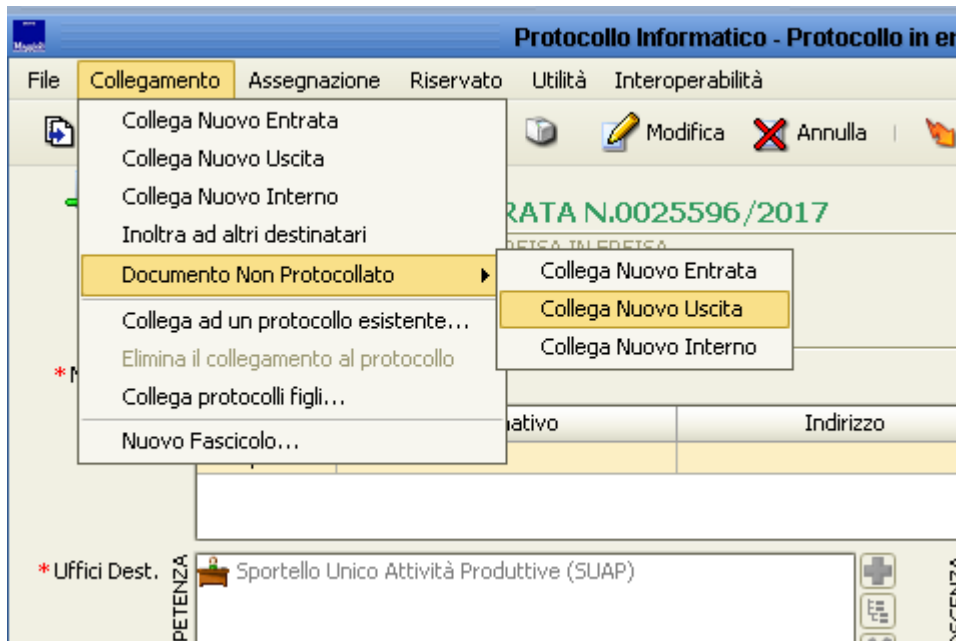 Protocollo Informatico - Protocollo in
File Collegamento Assegnazione Riservato Utilità Interoperabilità
Collega Nuovo Entrata
Modifica Annulla
Collega Nuovo Uscita
Collega Nuovo Interno
RATA N.0025596/2017
Inoltra ad altri destinatari
Documento Non Protocollato
Collega Nuovo Entrata
Collega Nuovo Uscita
Collega Nuovo Interno
Collega ad un protocollo esistente...
Elimina il collegamento al protocollo
Collega protocolli figli...
Nuovo Fascicolo...
ativo Indirizzo
*Uffici Dest.
PETENZA
Sportello Unico Attività Produttive (SUAP)
SCENZA